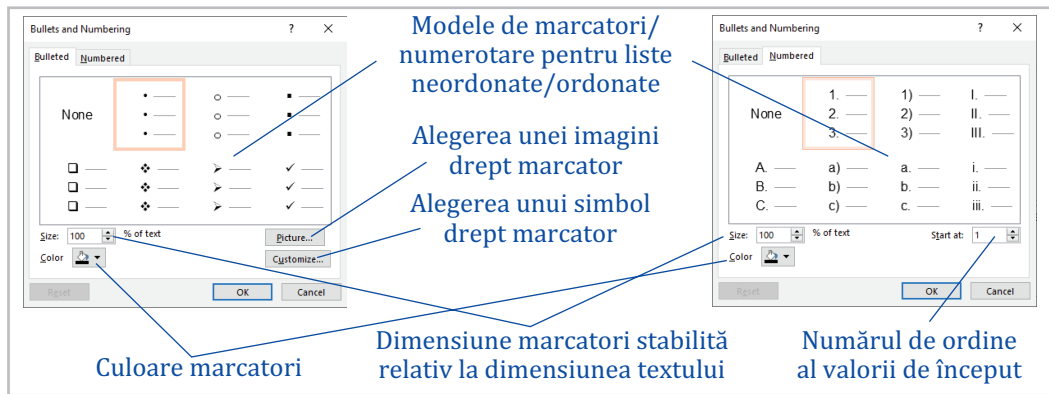 Bullets and Numbering ? ×
Bulleted Numbered
None
Size: 100 % of text Picture...
Color Customize...
Reset OK Cancel
Modele de marcatori/
numerotare pentru liste
neordonate/ordonate
Alegerea unei imagini
drept marcator
Alegerea unui simbol
drept marcator
Bullets and Numbering ? ×
Bulleted Numbered
None
1. 1) I.
2. 2) II.
3. 3) III.
A. a) a. i.
B. b) b. ii.
C. c) c. iii.
Size: 100 % of text Start at: 1
Color
Reset OK Cancel
Culoare marcatori
Dimensiune marcatori stabilită
relativ la dimensiunea textului
Numărul de ordine
al valorii de început